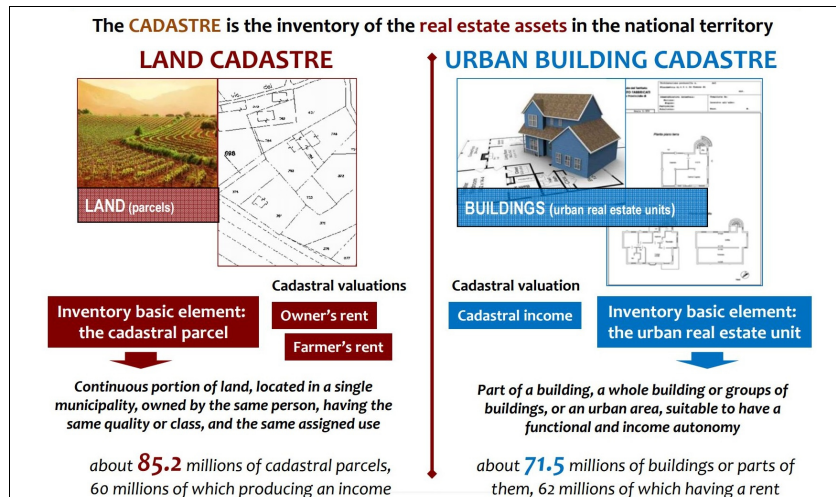 The CADASTRE is the inventory of the real estate assets in the national territory
LAND CADASTRE
LAND (parcels)
Cadastral valuations
Inventory basic element:
the cadastral parcel
Owner's rent
Farmer's rent
Continuous portion of land, located in a single
municipality, owned by the same person, having the
same quality or class, and the same assigned use
about 85.2 millions of cadastral parcels,
60 millions of which producing an income
URBAN BUILDING CADASTRE
BUILDINGS (urban real estate units)
Cadastral valuation
Cadastral income
Inventory basic element:
the urban real estate unit
Part of a building, a whole building or groups of
buildings, or an urban area, suitable to have a
functional and income autonomy
about 71.5 millions of buildings or parts of
them, 62 millions of which having a rent